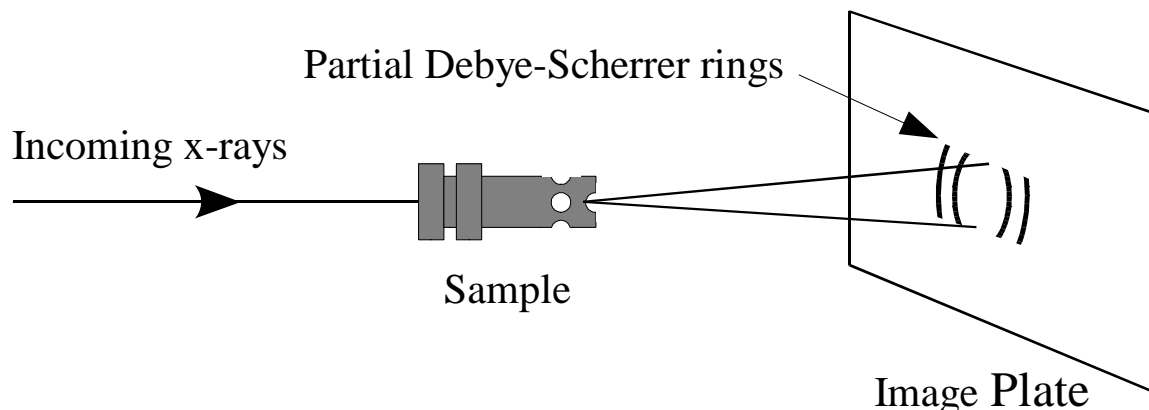 Partial Debye-Scherrer rings
Incoming x-rays
Sample
Image Plate